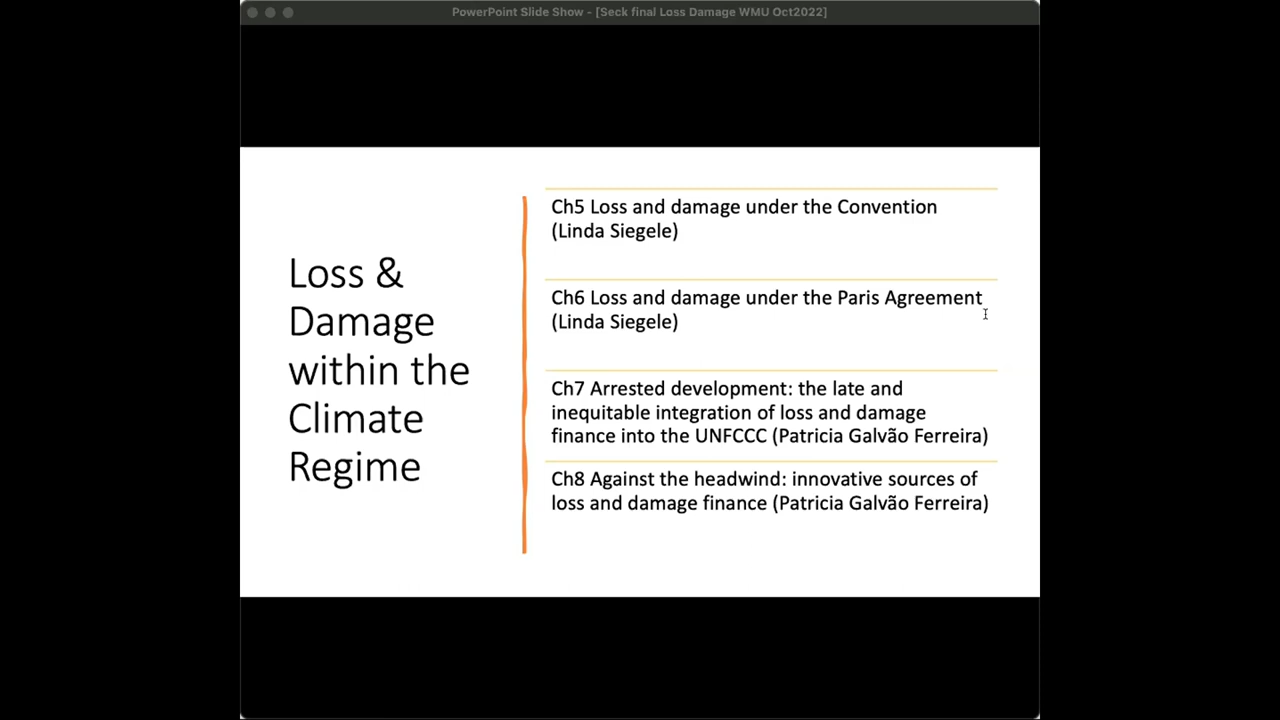 PowerPoint Slide Show - [Seck final Loss Damage WMU Oct2022]
Loss &
Damage
within the
Climate
Regime
Ch5 Loss and damage under the Convention
(Linda Siegele)
Ch6 Loss and damage under the Paris Agreement
(Linda Siegele)
Ch7 Arrested development: the late and
inequitable integration of loss and damage
finance into the UNFCCC (Patricia Galvão Ferreira)
Ch8 Against the headwind: innovative sources of
loss and damage finance (Patricia Galvão Ferreira)